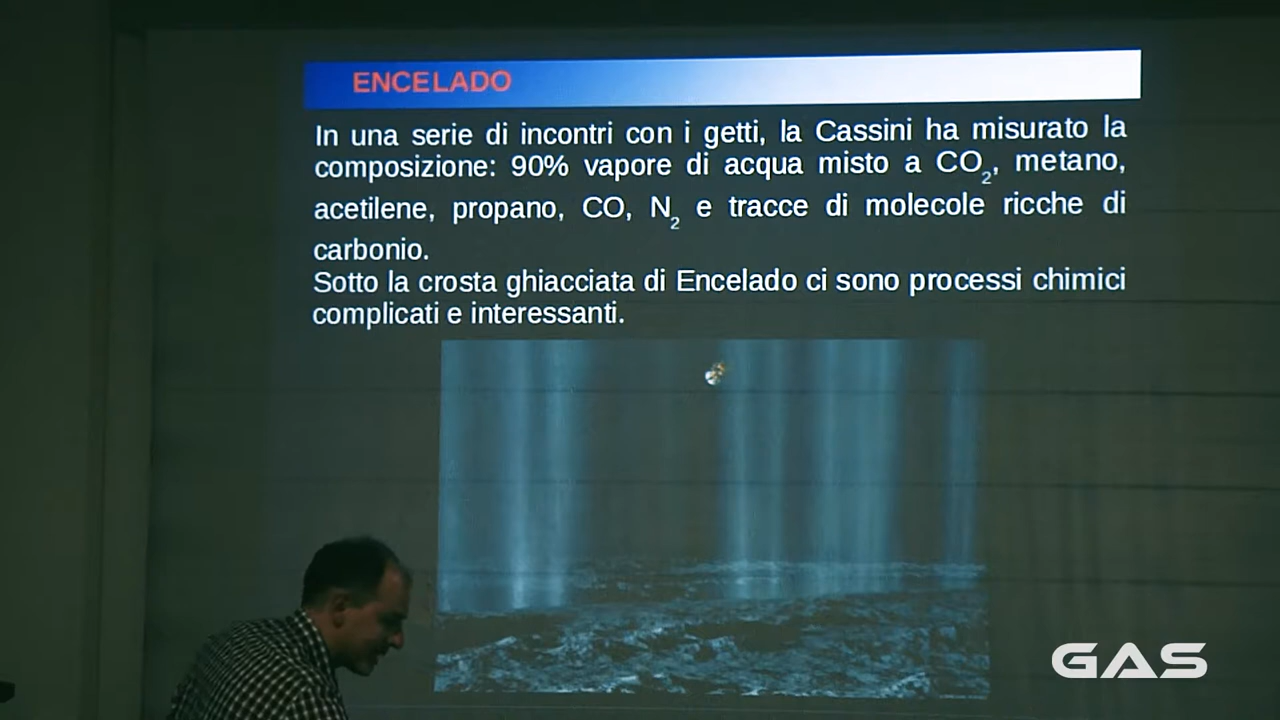 ENCELADO
In una serie di incontri con i getti, la Cassini ha misurato la
composizione: 90% vapore di acqua misto a CO₂, metano,
acetilene, propano, CO, N₂ e tracce di molecole ricche di
carbonio.
Sotto la crosta ghiacciata di Encelado ci sono processi chimici
complicati e interessanti.
GAS